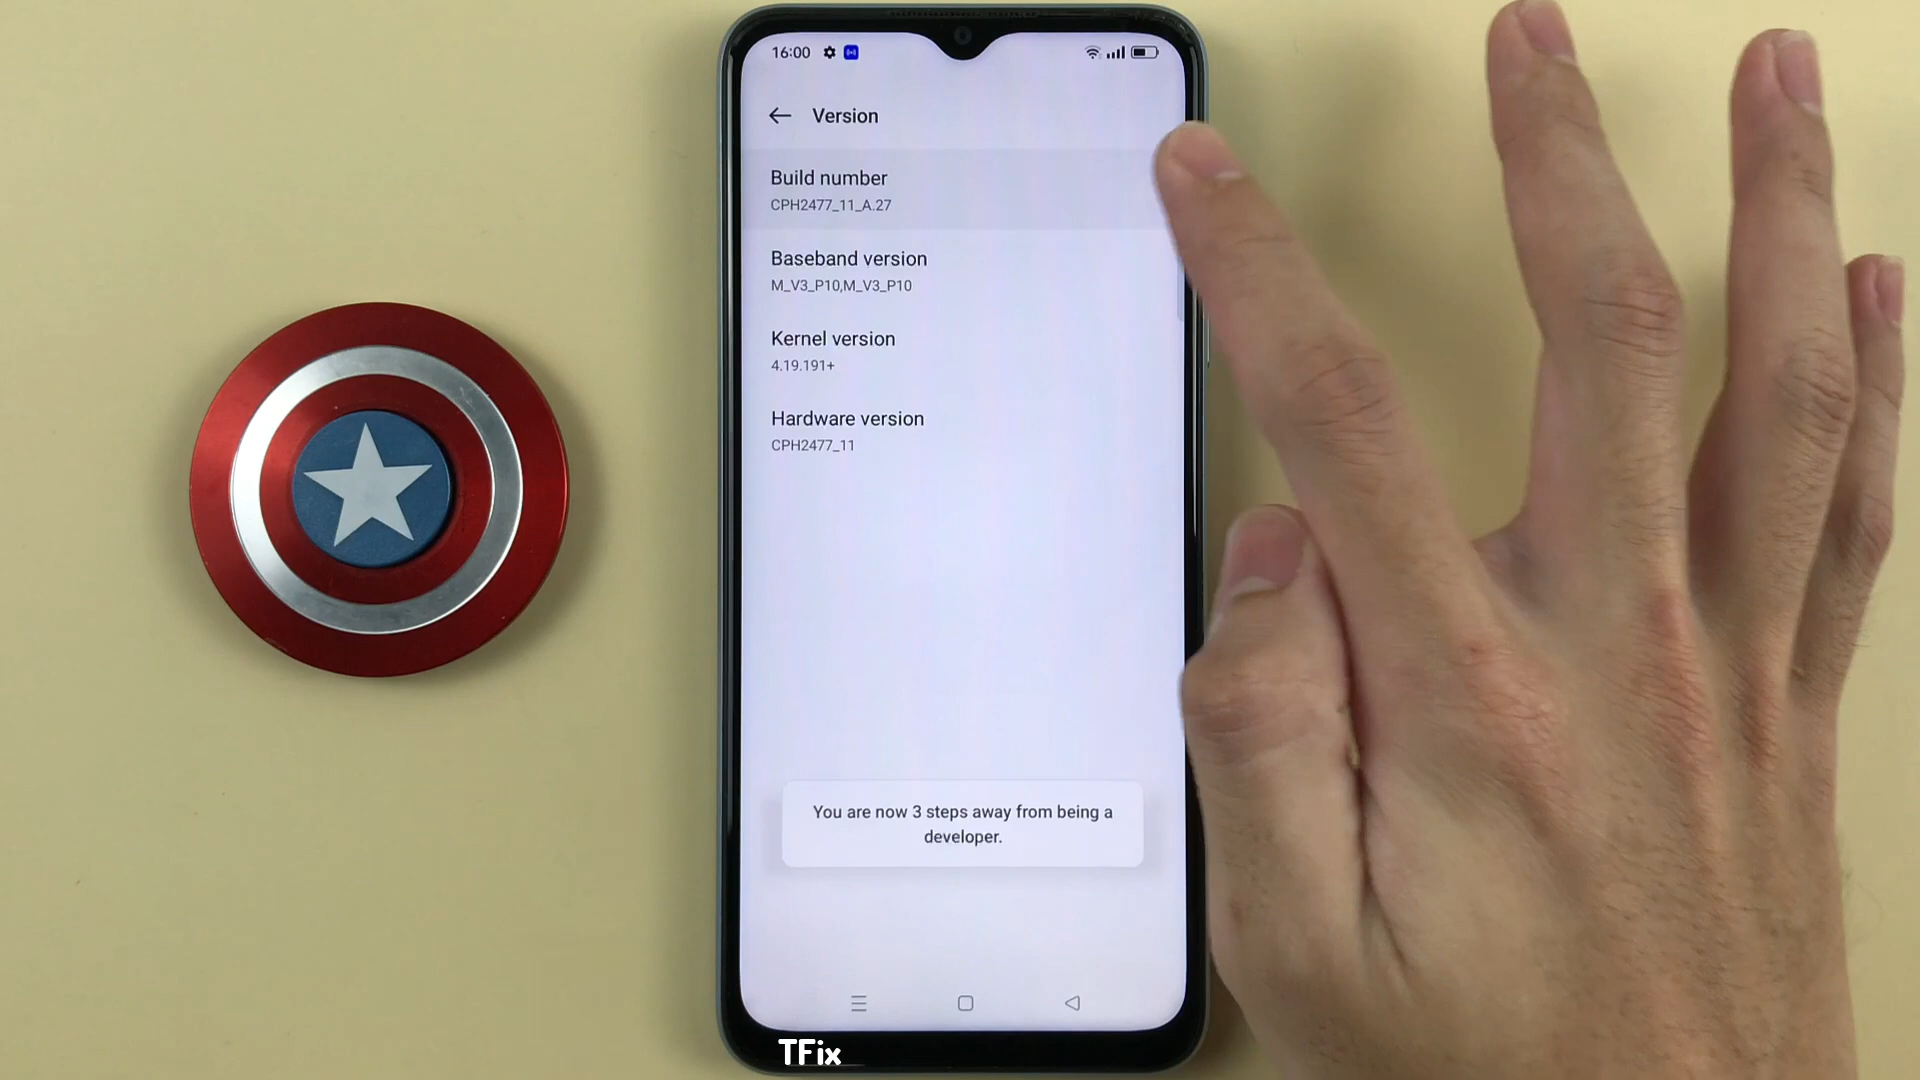 16:00
Version
Build number
CPH2477_11_A.27
Baseband version
M_V3_P10,M_V3_P10
Kernel version
4.19.191+
Hardware version
CPH2477_11
You are now 3 steps away from being a
developer.
TFix